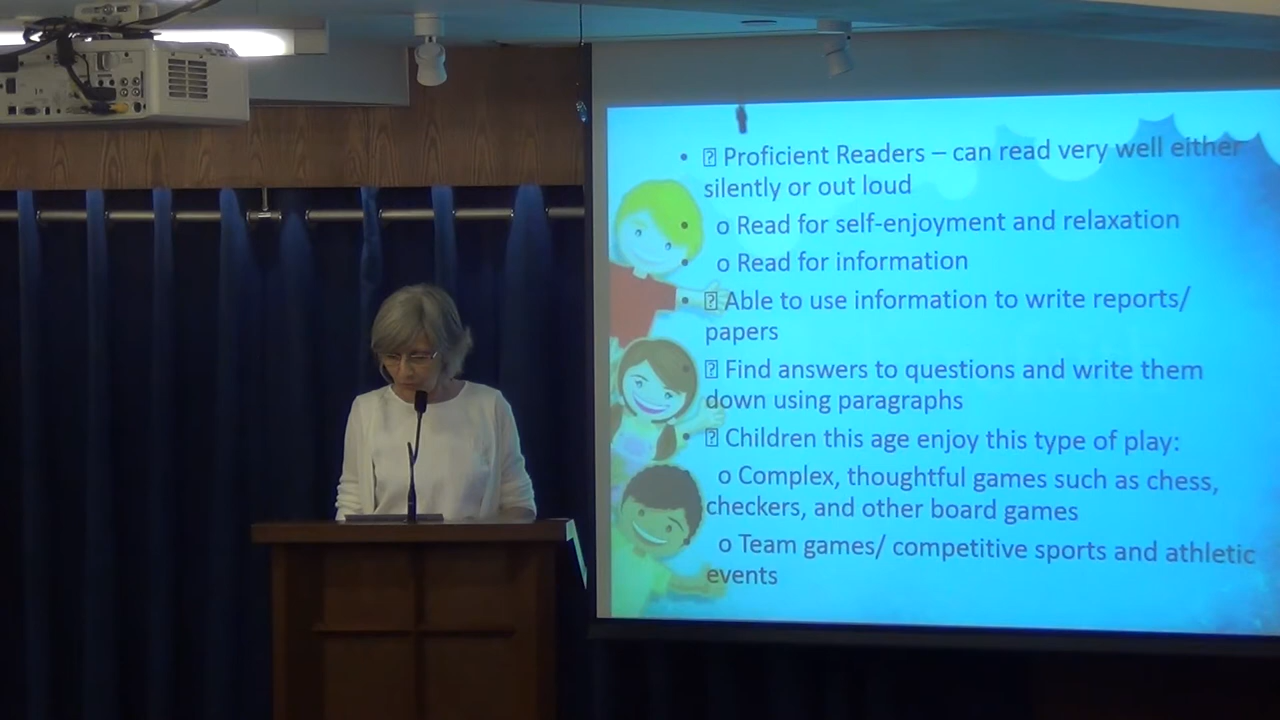 • ⍰ Proficient Readers – can read very well either
silently or out loud
• o Read for self-enjoyment and relaxation
• o Read for information
• ⍰ Able to use information to write reports/
papers
• ⍰ Find answers to questions and write them
down using paragraphs
• ⍰ Children this age enjoy this type of play:
o Complex, thoughtful games such as chess,
checkers, and other board games
o Team games/ competitive sports and athletic
events